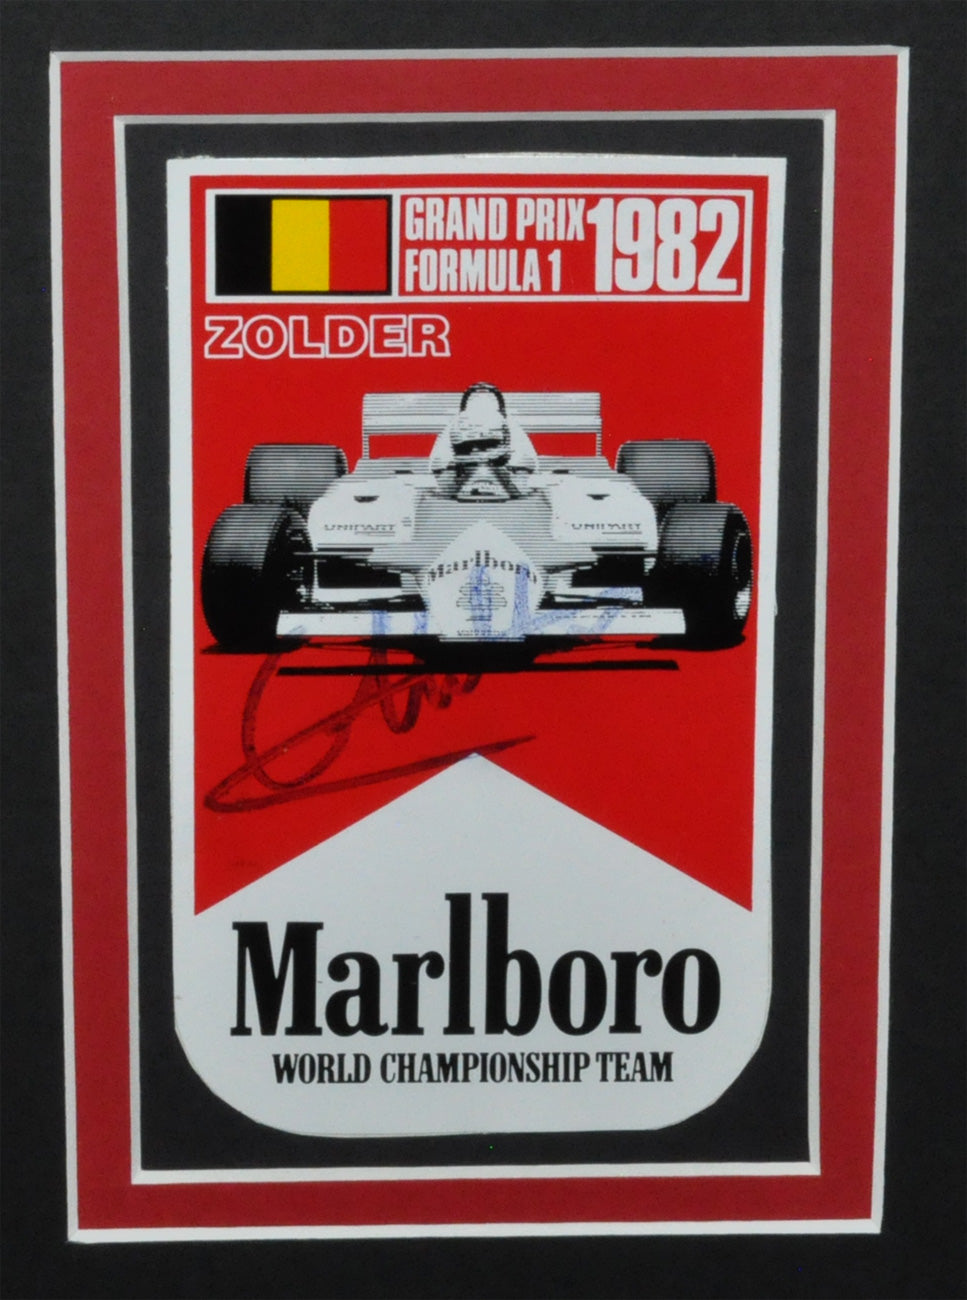 GRAND PRIX 1982
FORMULA 1
ZOLDER
UNIPART UNIPART
Marlboro
Marlboro
WORLD CHAMPIONSHIP TEAM